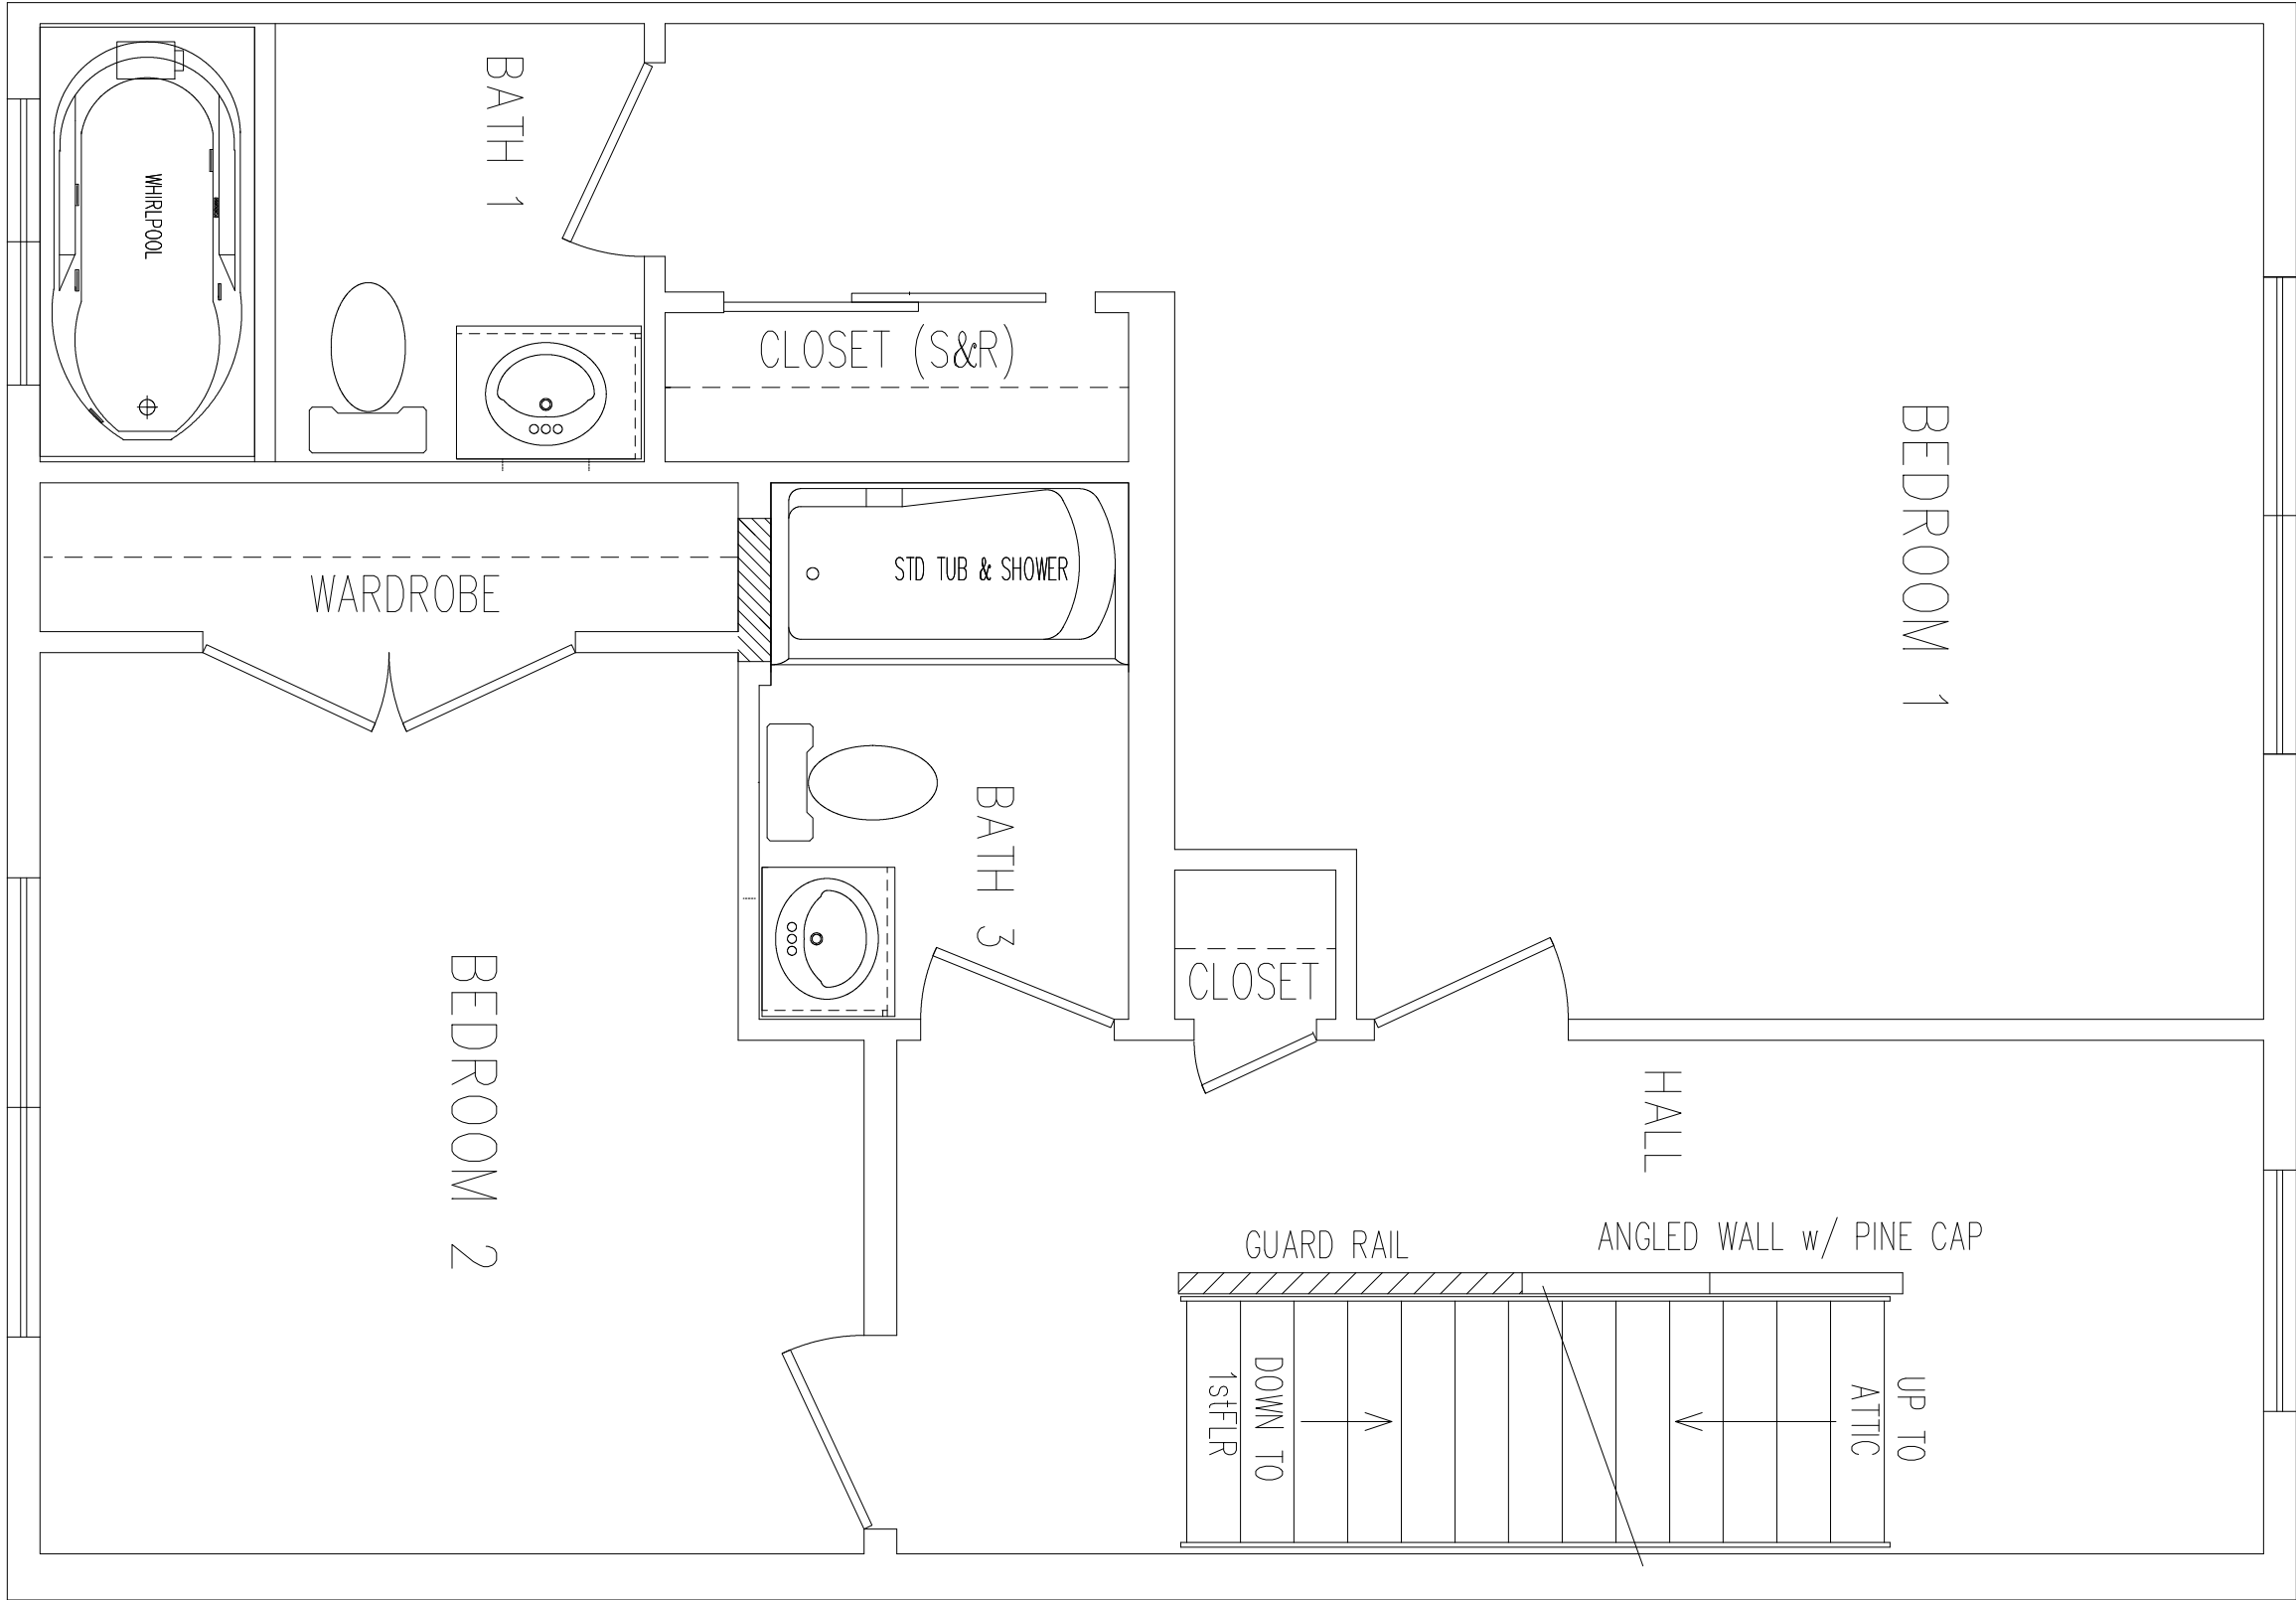 BATH 1
WHIRLPOOL
CLOSET (S&R)
BEDROOM 1
STD TUB & SHOWER
WARDROBE
BATH 3
CLOSET
BEDROOM 2
HALL
GUARD RAIL
ANGLED WALL w/ PINE CAP
DOWN TO
1stFLR
UP TO
ATTIC